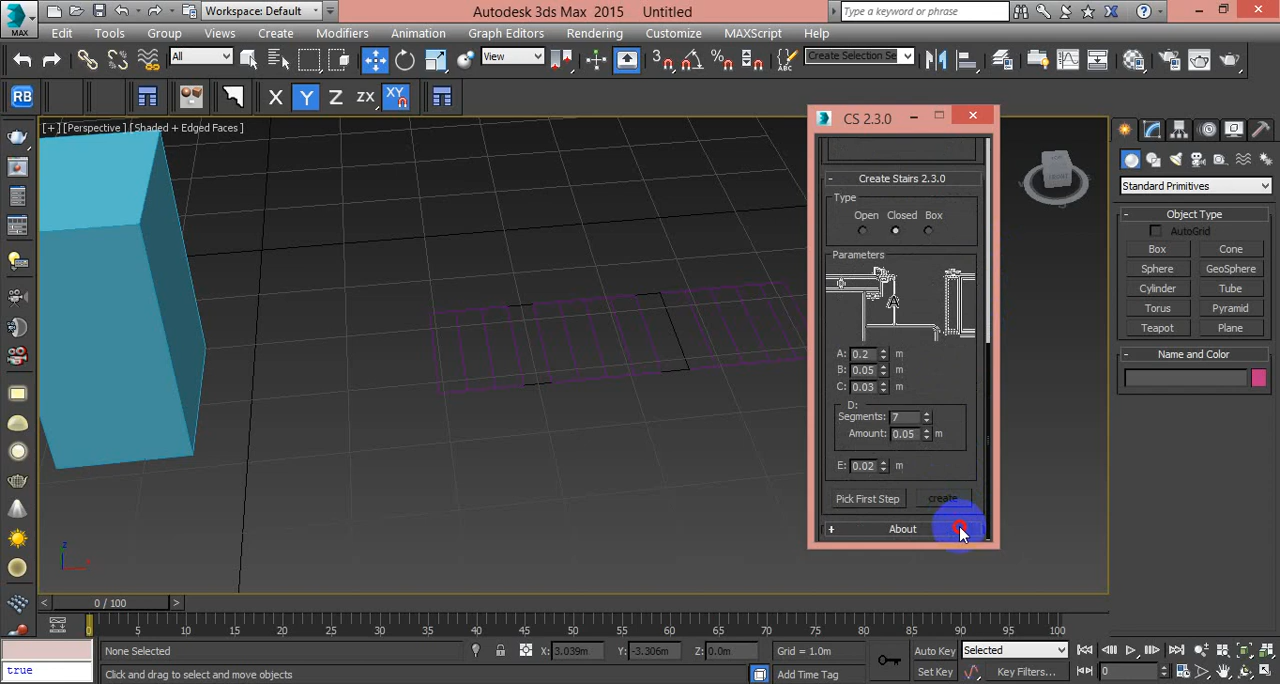 Workspace: Default
Autodesk 3ds Max 2015 Untitled
Type a keyword or phrase
MAX
Edit Tools Group Views Create Modifiers Animation Graph Editors Rendering Customize MAXScript Help
All
View
Create Selection Se
RB
X Y Z ZX XY
[+] [Perspective ] [Shaded + Edged Faces ]
CS 2.3.0
- Create Stairs 2.3.0
Type
Open Closed Box
Parameters
A
A: 0.2 m
B: 0.05 m
C: 0.03 m
D:
Segments: 7
Amount: 0.05 m
E: 0.02 m
Pick First Step create
+ About
Standard Primitives
- Object Type
AutoGrid
Box Cone
Sphere GeoSphere
Cylinder Tube
Torus Pyramid
Teapot Plane
- Name and Color
z
0 / 100
0 5 10 15 20 25 30 35 40 45 50 55 60 65 70 75 80 85 90 95 100
true
None Selected
X: 3.039m Y: -3.306m Z: 0.0m Grid = 1.0m
Auto Key Selected
Click and drag to select and move objects
Add Time Tag
Set Key Key Filters...
0